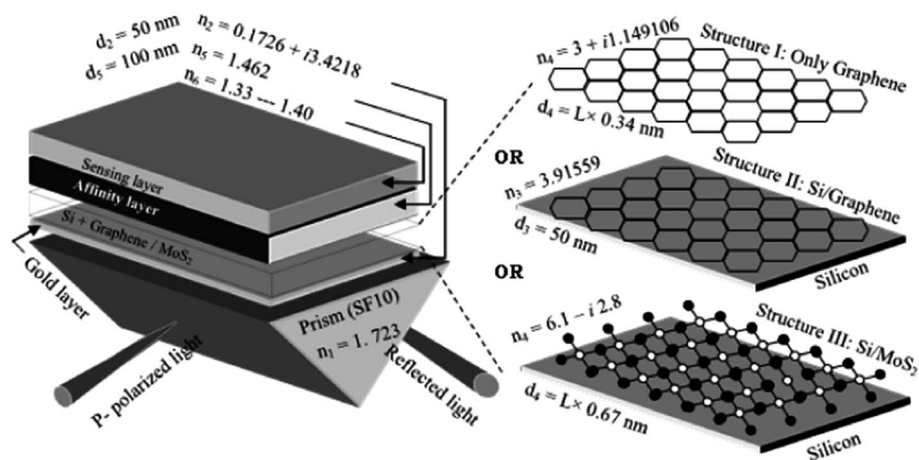 d₂ = 50 nm
n₂ = 0.1726 + i3.4218
d₅ = 100 nm
n₅ = 1.462
n₆ = 1.33 --- 1.40
Sensing layer
Affinity layer
Si + Graphene / MoS₂
Gold layer
Prism (SF10)
n₁ = 1. 723
P- polarized light
Reflected light
Structure I: Only Graphene
n₄ = 3 + i1.149106
d₄ = L× 0.34 nm
OR
Structure II: Si/Graphene
n₃ = 3.91559
d₃ = 50 nm
Silicon
OR
Structure III: Si/MoS₂
n₄ = 6.1 – i 2.8
d₄ = L× 0.67 nm
Silicon